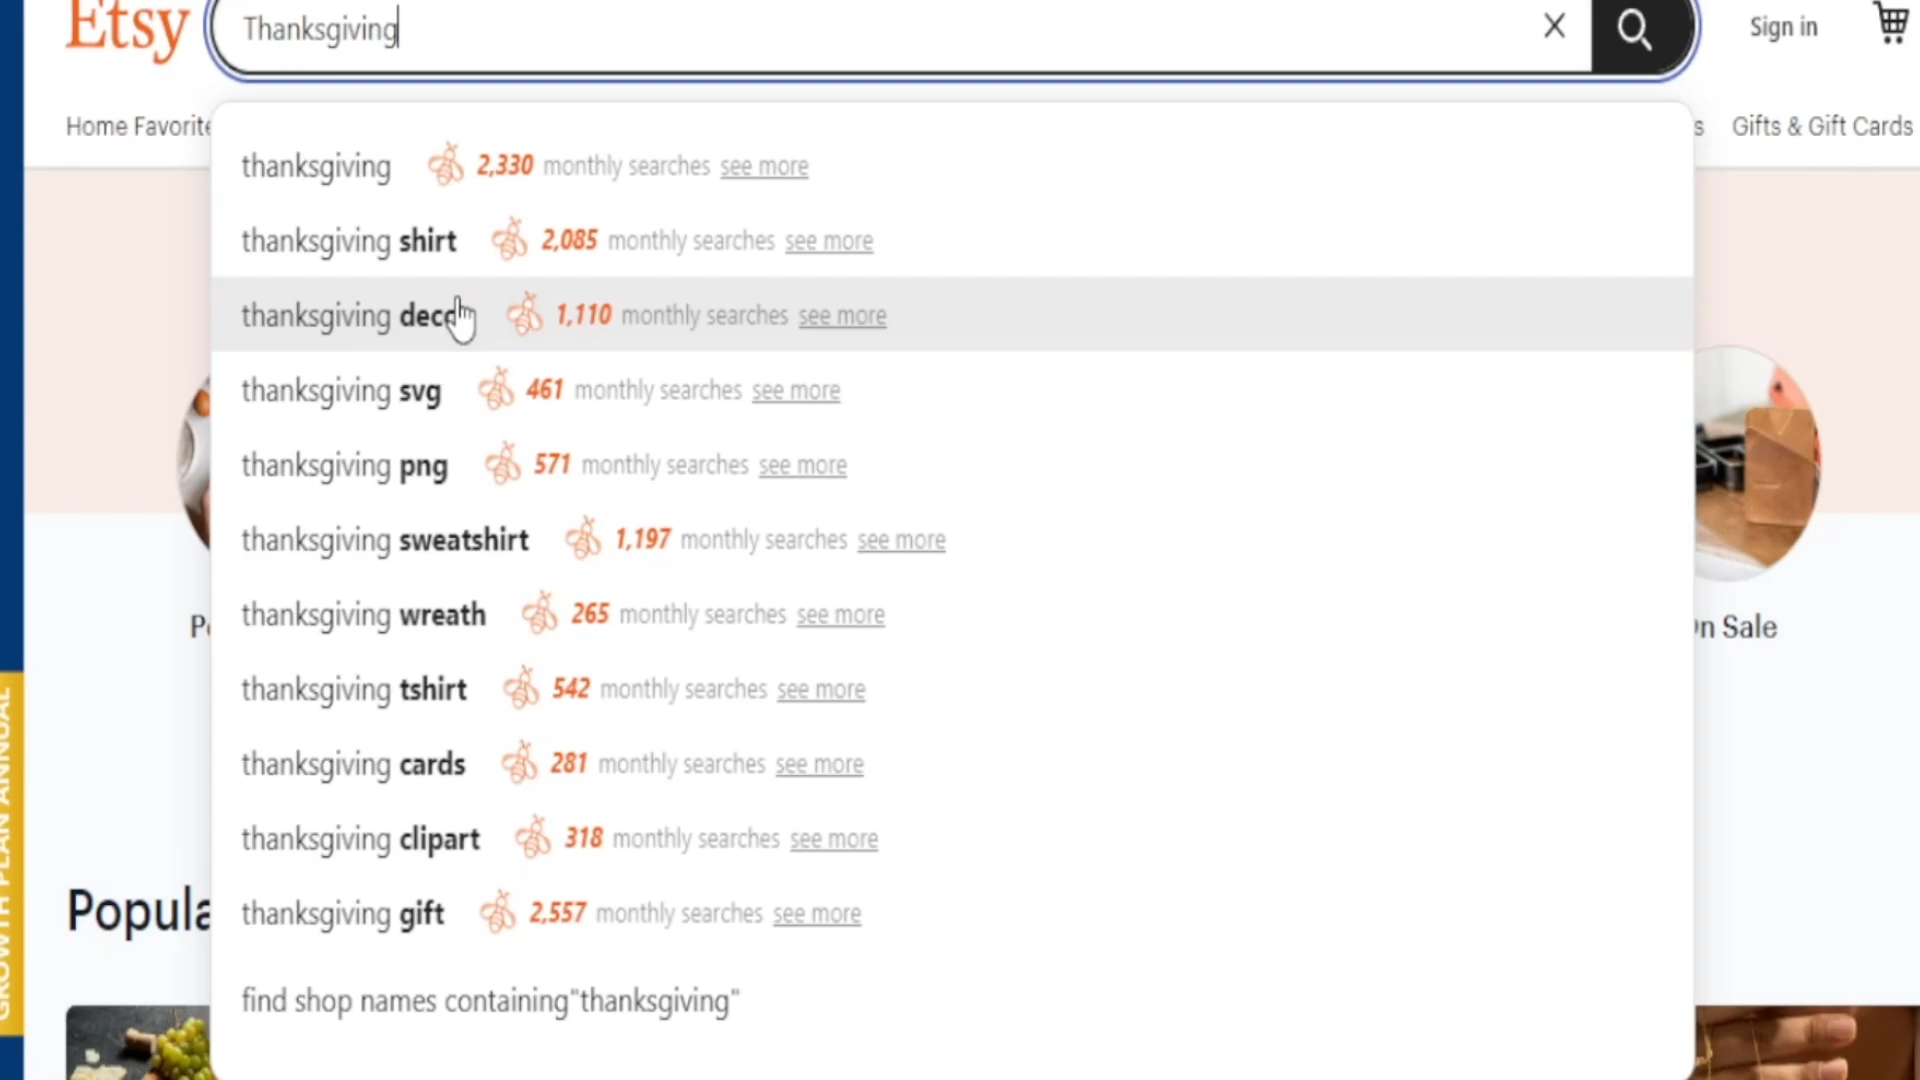 Etsy
Thanksgiving
Sign in
Home Favorite
Gifts & Gift Cards
thanksgiving 2,330 monthly searches see more
thanksgiving shirt 2,085 monthly searches see more
thanksgiving 1,110 monthly searches see more
thanksgiving svg 461 monthly searches see more
thanksgiving png 571 monthly searches see more
thanksgiving sweatshirt 1,197 monthly searches see more
thanksgiving wreath 265 monthly searches see more
On Sale
thanksgiving tshirt 542 monthly searches see more
thanksgiving cards 281 monthly searches see more
thanksgiving clipart 318 monthly searches see more
Popula
thanksgiving gift 2,557 monthly searches see more
find shop names containing"thanksgiving"
GROWTH PLAN ANNUAL